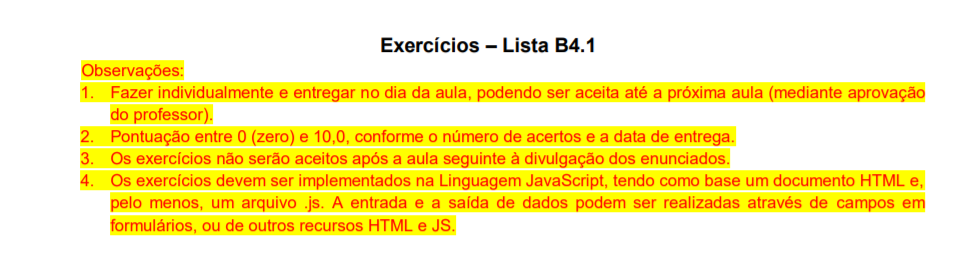 Exercícios – Lista B4.1
Observações:
1. Fazer individualmente e entregar no dia da aula, podendo ser aceita até a próxima aula (mediante aprovação
do professor).
2. Pontuação entre 0 (zero) e 10,0, conforme o número de acertos e a data de entrega.
3. Os exercícios não serão aceitos após a aula seguinte à divulgação dos enunciados.
4. Os exercícios devem ser implementados na Linguagem JavaScript, tendo como base um documento HTML e,
pelo menos, um arquivo .js. A entrada e a saída de dados podem ser realizadas através de campos em
formulários, ou de outros recursos HTML e JS.